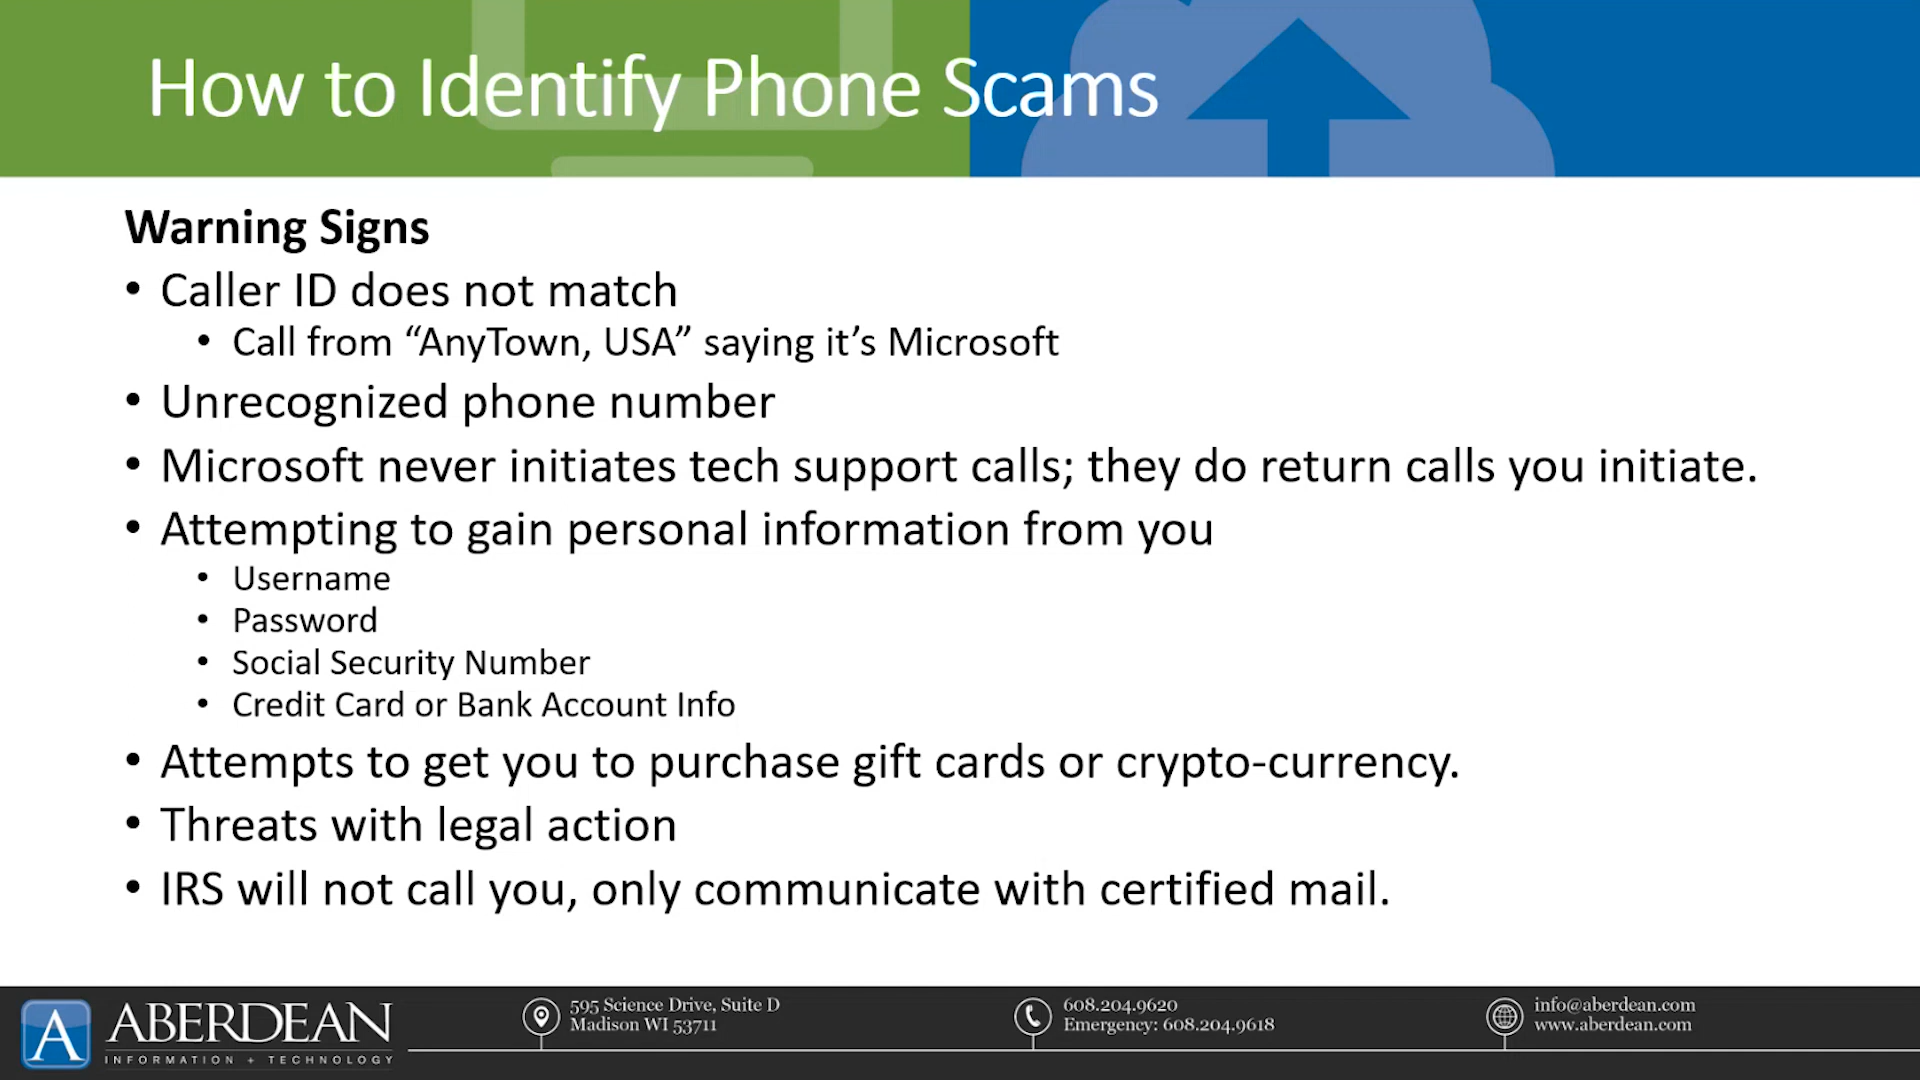 How to Identify Phone Scams
Warning Signs
• Caller ID does not match
• Call from “AnyTown, USA” saying it’s Microsoft
• Unrecognized phone number
• Microsoft never initiates tech support calls; they do return calls you initiate.
• Attempting to gain personal information from you
• Username
• Password
• Social Security Number
• Credit Card or Bank Account Info
• Attempts to get you to purchase gift cards or crypto-currency.
• Threats with legal action
• IRS will not call you, only communicate with certified mail.
A ABERDEAN
INFORMATION + TECHNOLOGY
595 Science Drive, Suite D
Madison WI 53711
608.204.9620
Emergency: 608.204.9618
info@aberdean.com
www.aberdean.com